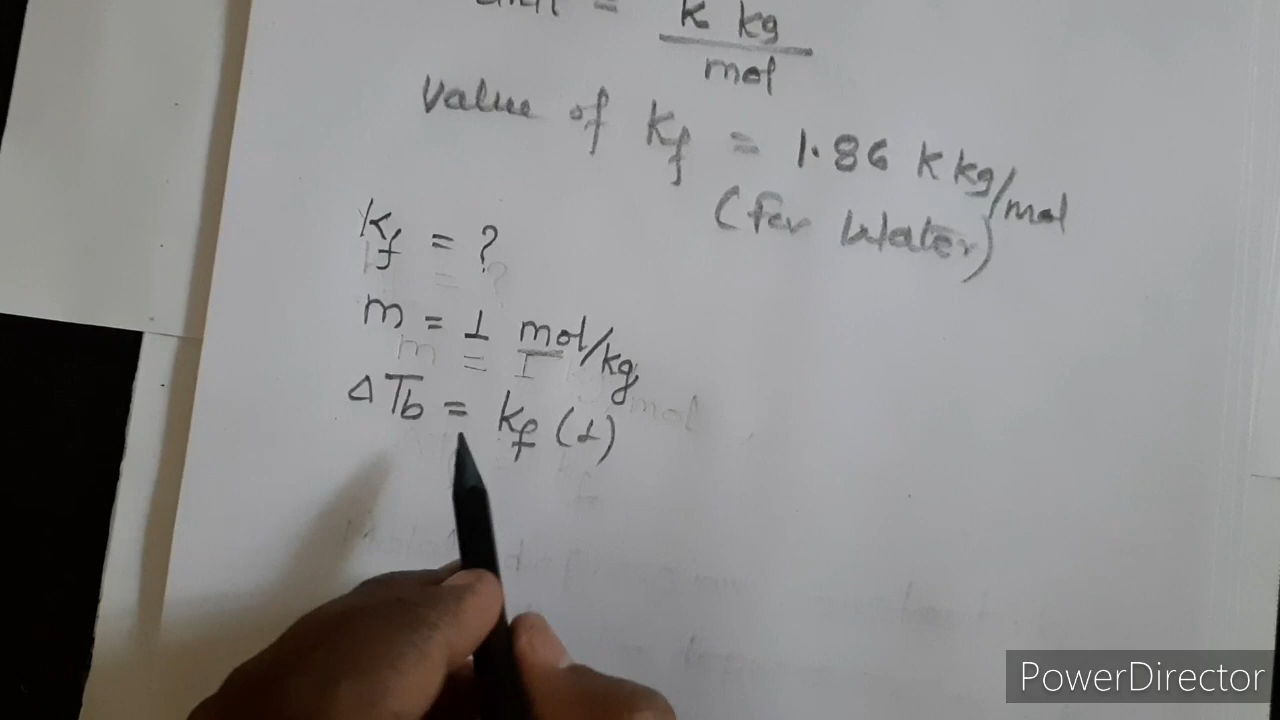 = K kg
mol
Value of Kf = 1.86 K kg/mol
(for Water)
Kf = ?
m = 1 mol/kg
ΔTb = Kf (1)
PowerDirector